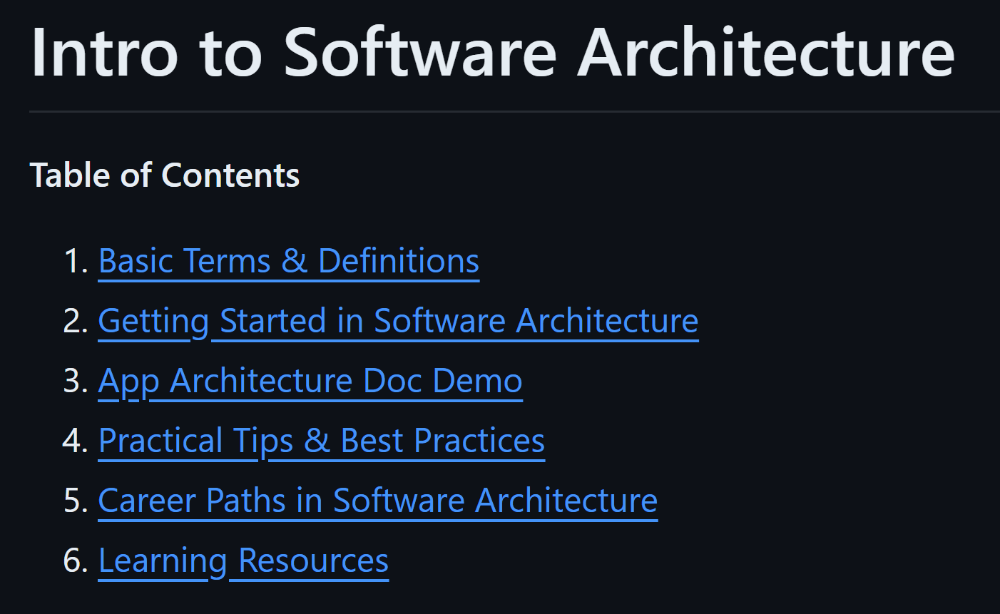 Intro to Software Architecture
Table of Contents
1. Basic Terms & Definitions
2. Getting Started in Software Architecture
3. App Architecture Doc Demo
4. Practical Tips & Best Practices
5. Career Paths in Software Architecture
6. Learning Resources